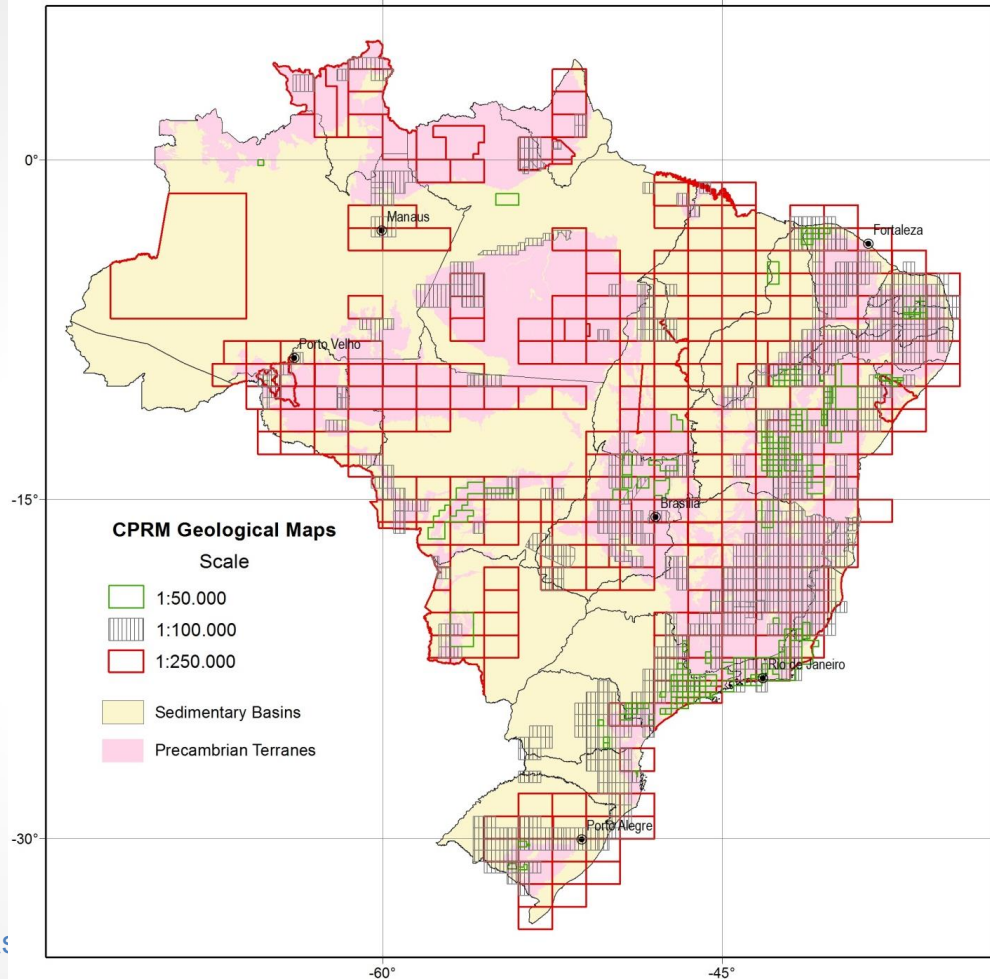 0°
Manaus
Fortaleza
Porto Velho
-15°
Brasília
CPRM Geological Maps
Scale
1:50.000
1:100.000
1:250.000
Rio de Janeiro
Sedimentary Basins
Precambrian Terranes
-30°
Porto Alegre
-60°
-45°